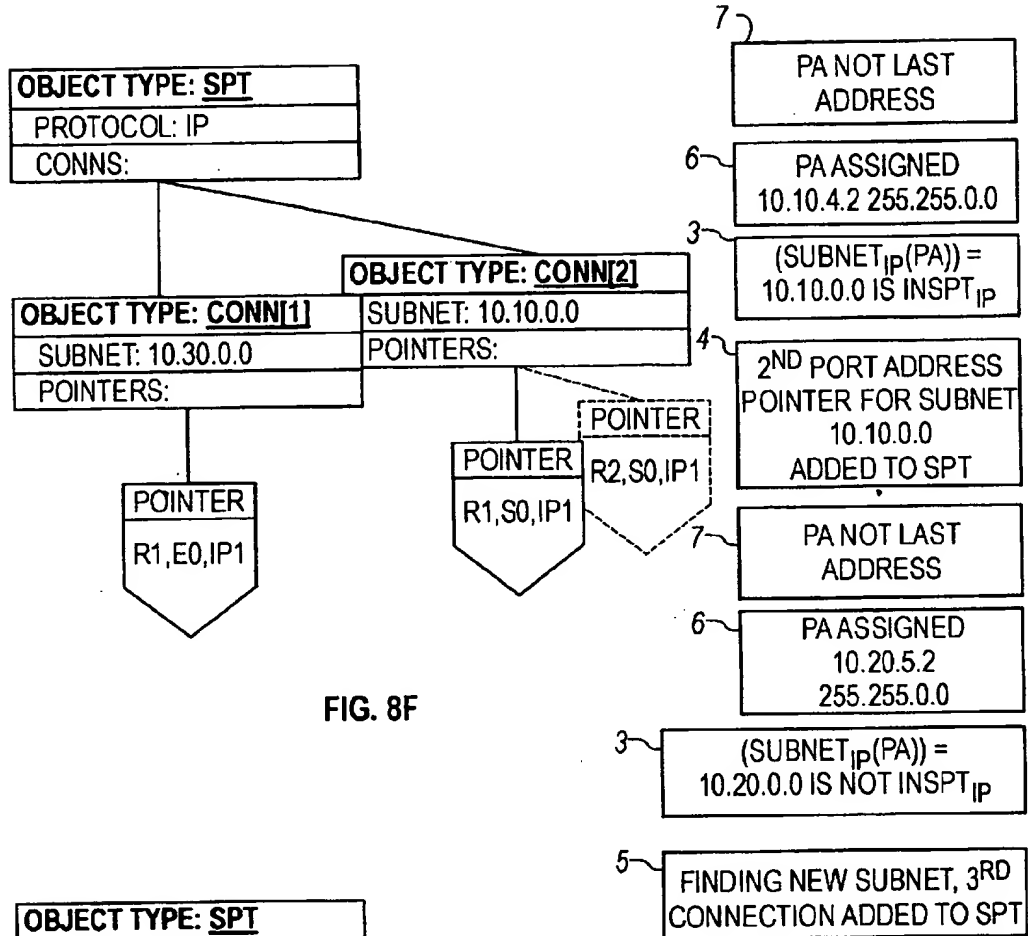 OBJECT TYPE: SPT
PROTOCOL: IP
CONNS:
OBJECT TYPE: CONN[1]
SUBNET: 10.30.0.0
POINTERS:
OBJECT TYPE: CONN[2]
SUBNET: 10.10.0.0
POINTERS:
POINTER
R1,E0,IP1
POINTER
R1,S0,IP1
POINTER
R2,S0,IP1
FIG. 8F
7
PA NOT LAST
ADDRESS
6
PA ASSIGNED
10.10.4.2 255.255.0.0
3
(SUBNETIP(PA)) =
10.10.0.0 IS INSPTIP
4
2ND PORT ADDRESS
POINTER FOR SUBNET
10.10.0.0
ADDED TO SPT
7
PA NOT LAST
ADDRESS
6
PA ASSIGNED
10.20.5.2
255.255.0.0
3
(SUBNETIP(PA)) =
10.20.0.0 IS NOT INSPTIP
5
FINDING NEW SUBNET, 3RD
CONNECTION ADDED TO SPT
OBJECT TYPE: SPT